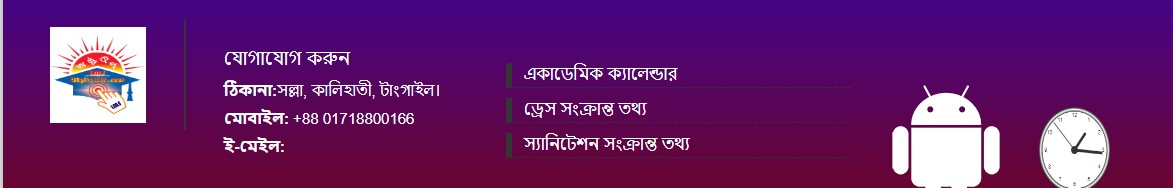 যোগাযোগ করুন
ঠিকানা:সল্লা, কালিহাতী, টাংগাইল।
মোবাইল: +88 01718800166
ই-মেইল:
একাডেমিক ক্যালেন্ডার
ড্রেস সংক্রান্ত তথ্য
স্যানিটেশন সংক্রান্ত তথ্য